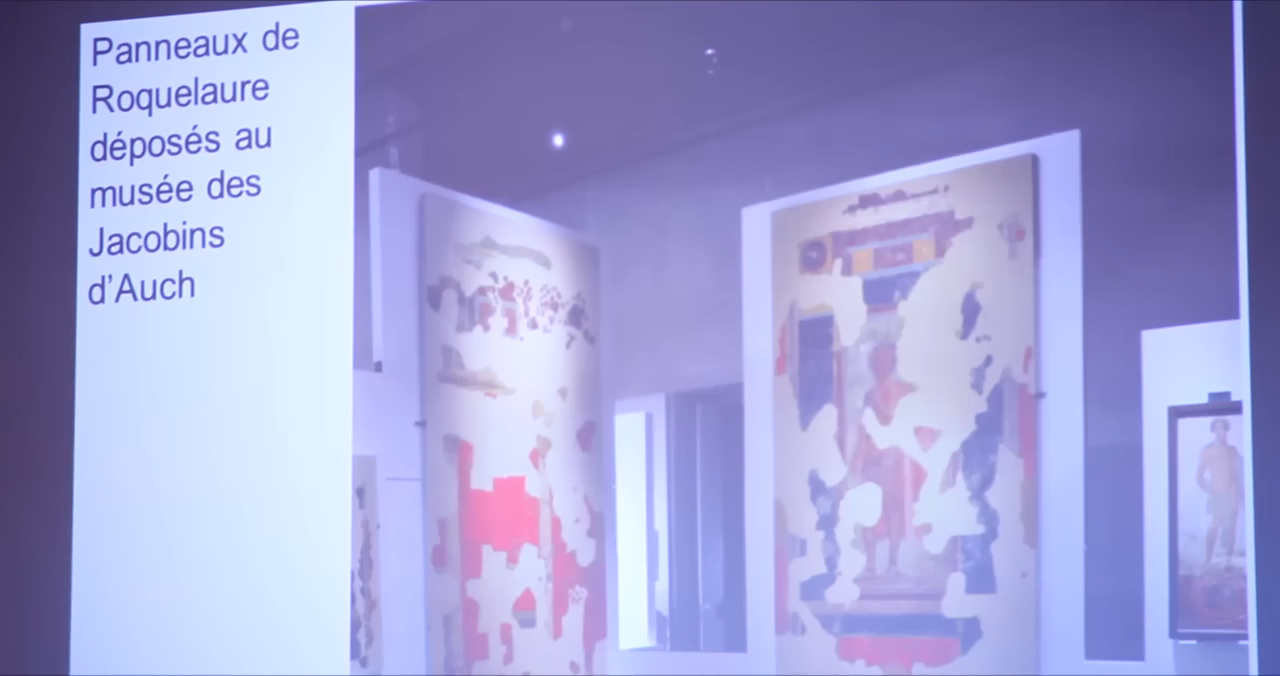 Panneaux de
Roquelaure
déposés au
musée des
Jacobins
d’Auch